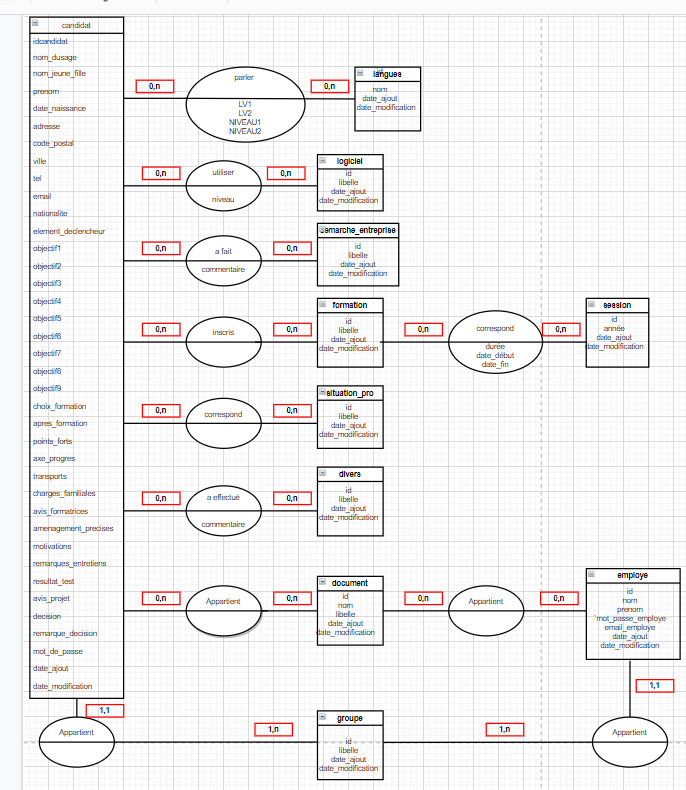 candidat
idcandidat
nom_dusage
nom_jeune_fille
prenom
date_naissance
adresse
code_postal
ville
tel
email
nationalite
element_declencheur
objectif1
objectif2
objectif3
objectif4
objectif5
objectif6
objectif7
objectif8
objectif9
choix_formation
apres_formation
points_forts
axe_progres
transports
charges_familiales
avis_formatrices
amenagement_precises
motivations
remarques_entretiens
resultat_test
avis_projet
decision
remarque_decision
mot_de_passe
date_ajout
date_modification
0,n
parler
LV1
LV2
NIVEAU1
NIVEAU2
0,n
langues
id
nom
date_ajout
date_modification
0,n
utiliser
niveau
0,n
logiciel
id
libelle
date_ajout
date_modification
0,n
a fait
commentaire
0,n
demarche_entreprise
id
libelle
date_ajout
date_modification
0,n
inscris
0,n
formation
id
libelle
date_ajout
date_modification
0,n
correspond
durée
date_début
date_fin
0,n
session
id
année
date_ajout
date_modification
0,n
correspond
0,n
situation_pro
id
libelle
date_ajout
date_modification
0,n
a effectué
commentaire
0,n
divers
id
libelle
date_ajout
date_modification
0,n
Appartient
0,n
document
id
nom
libelle
date_ajout
date_modification
0,n
Appartient
0,n
employe
id
nom
prenom
mot_passe_employe
email_employe
date_ajout
date_modification
1,1
Appartient
1,n
groupe
id
libelle
date_ajout
date_modification
1,n
1,1
Appartient